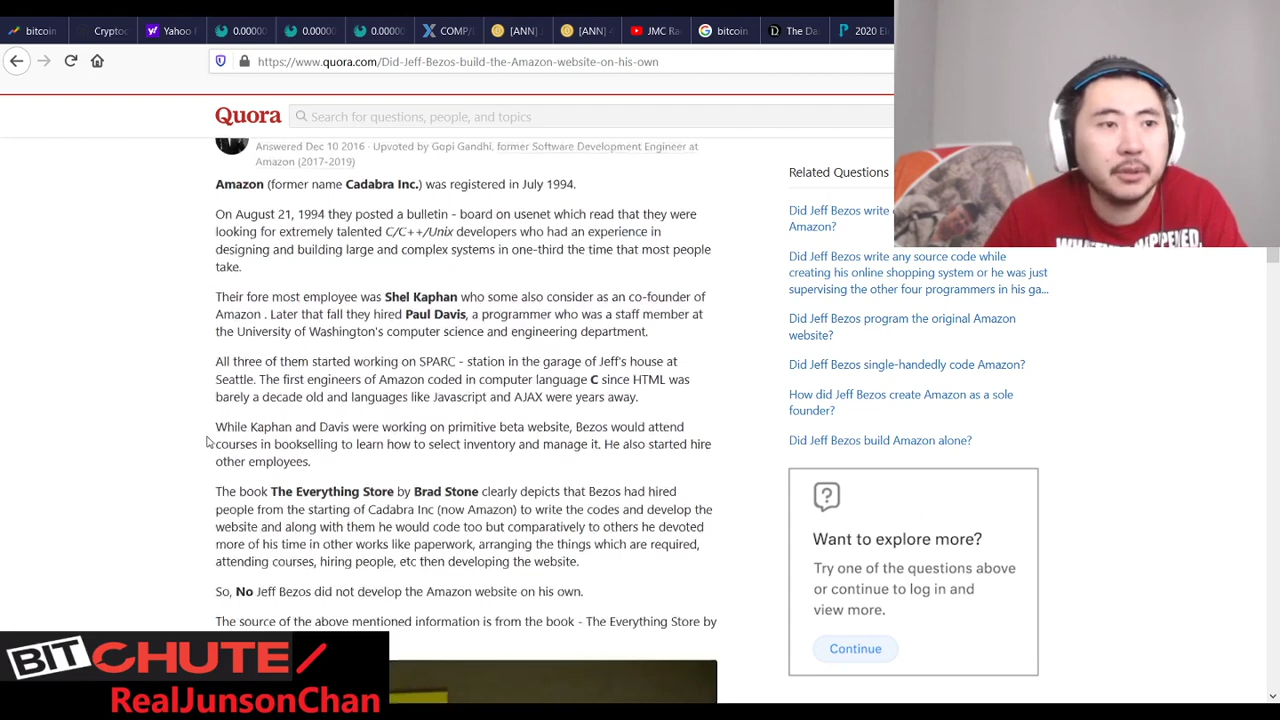 bitcoin
Cryptoc
Yahoo
0.00000
0.00000
0.00000
COMP/
[ANN]
[ANN]
JMC Ra
bitcoin
The Da
2020 El
https://www.quora.com/Did-Jeff-Bezos-build-the-Amazon-website-on-his-own
Quora
Search for questions, people, and topics
Answered Dec 10 2016 · Upvoted by Gopi Gandhi, former Software Development Engineer at
Amazon (2017-2019)
Amazon (former name Cadabra Inc.) was registered in July 1994.
On August 21, 1994 they posted a bulletin - board on usenet which read that they were
looking for extremely talented C/C++/Unix developers who had an experience in
designing and building large and complex systems in one-third the time that most people
take.
Their fore most employee was Shel Kaphan who some also consider as an co-founder of
Amazon . Later that fall they hired Paul Davis, a programmer who was a staff member at
the University of Washington's computer science and engineering department.
All three of them started working on SPARC - station in the garage of Jeff's house at
Seattle. The first engineers of Amazon coded in computer language C since HTML was
barely a decade old and languages like Javascript and AJAX were years away.
While Kaphan and Davis were working on primitive beta website, Bezos would attend
courses in bookselling to learn how to select inventory and manage it. He also started hire
other employees.
The book The Everything Store by Brad Stone clearly depicts that Bezos had hired
people from the starting of Cadabra Inc (now Amazon) to write the codes and develop the
website and along with them he would code too but comparatively to others he devoted
more of his time in other works like paperwork, arranging the things which are required,
attending courses, hiring people, etc then developing the website.
So, No Jeff Bezos did not develop the Amazon website on his own.
The source of the above mentioned information is from the book - The Everything Store by
Related Questions
Did Jeff Bezos write
Amazon?
Did Jeff Bezos write any source code while
creating his online shopping system or he was just
supervising the other four programmers in his ga...
Did Jeff Bezos program the original Amazon
website?
Did Jeff Bezos single-handedly code Amazon?
How did Jeff Bezos create Amazon as a sole
founder?
Did Jeff Bezos build Amazon alone?
Want to explore more?
Try one of the questions above
or continue to log in and
view more.
Continue
BITCHUTE
RealJunsonChan